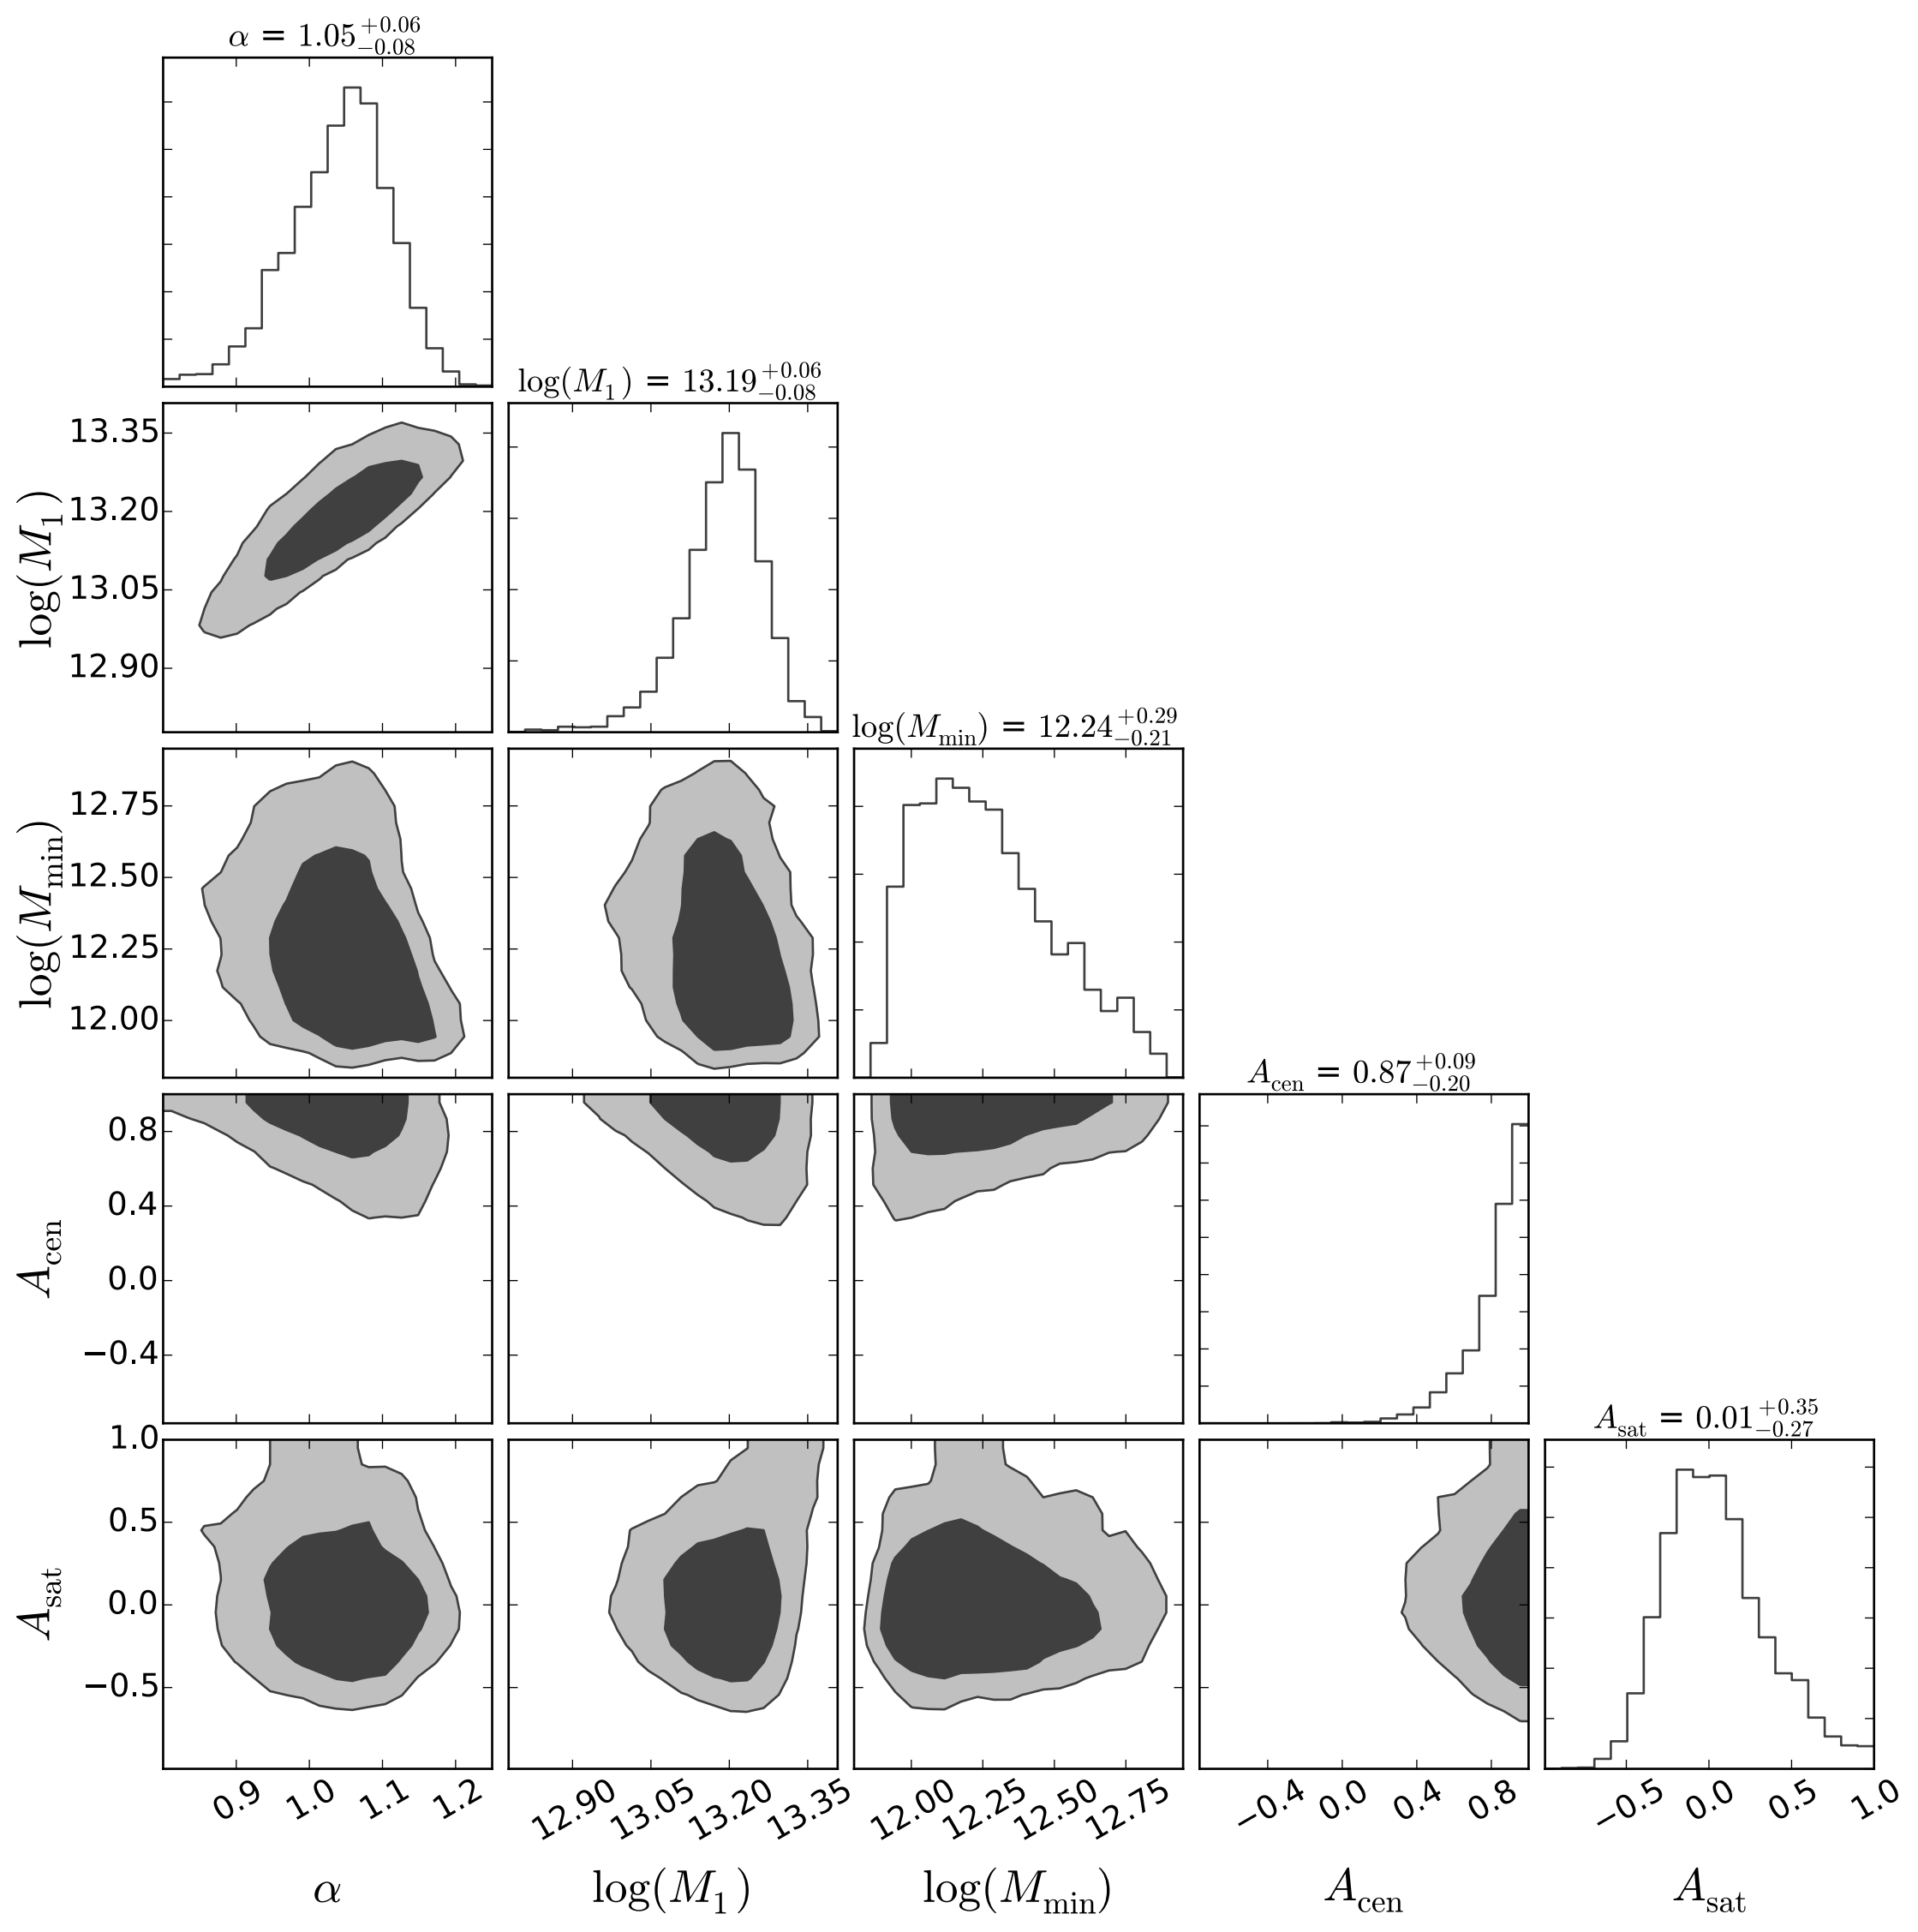 α = 1.05^{+0.06}_{−0.08}
log(M_1) = 13.19^{+0.06}_{−0.08}
13.35
13.20
13.05
12.90
log(M_1)
log(M_min) = 12.24^{+0.29}_{−0.21}
12.75
12.50
12.25
12.00
log(M_min)
A_cen = 0.87^{+0.09}_{−0.20}
0.8
0.4
0.0
−0.4
A_cen
A_sat = 0.01^{+0.35}_{−0.27}
1.0
0.5
0.0
−0.5
A_sat
0.9 1.0 1.1 1.2 12.90 13.05 13.20 13.35 12.00 12.25 12.50 12.75 −0.4 0.0 0.4 0.8 −0.5 0.0 0.5 1.0
α log(M_1) log(M_min) A_cen A_sat